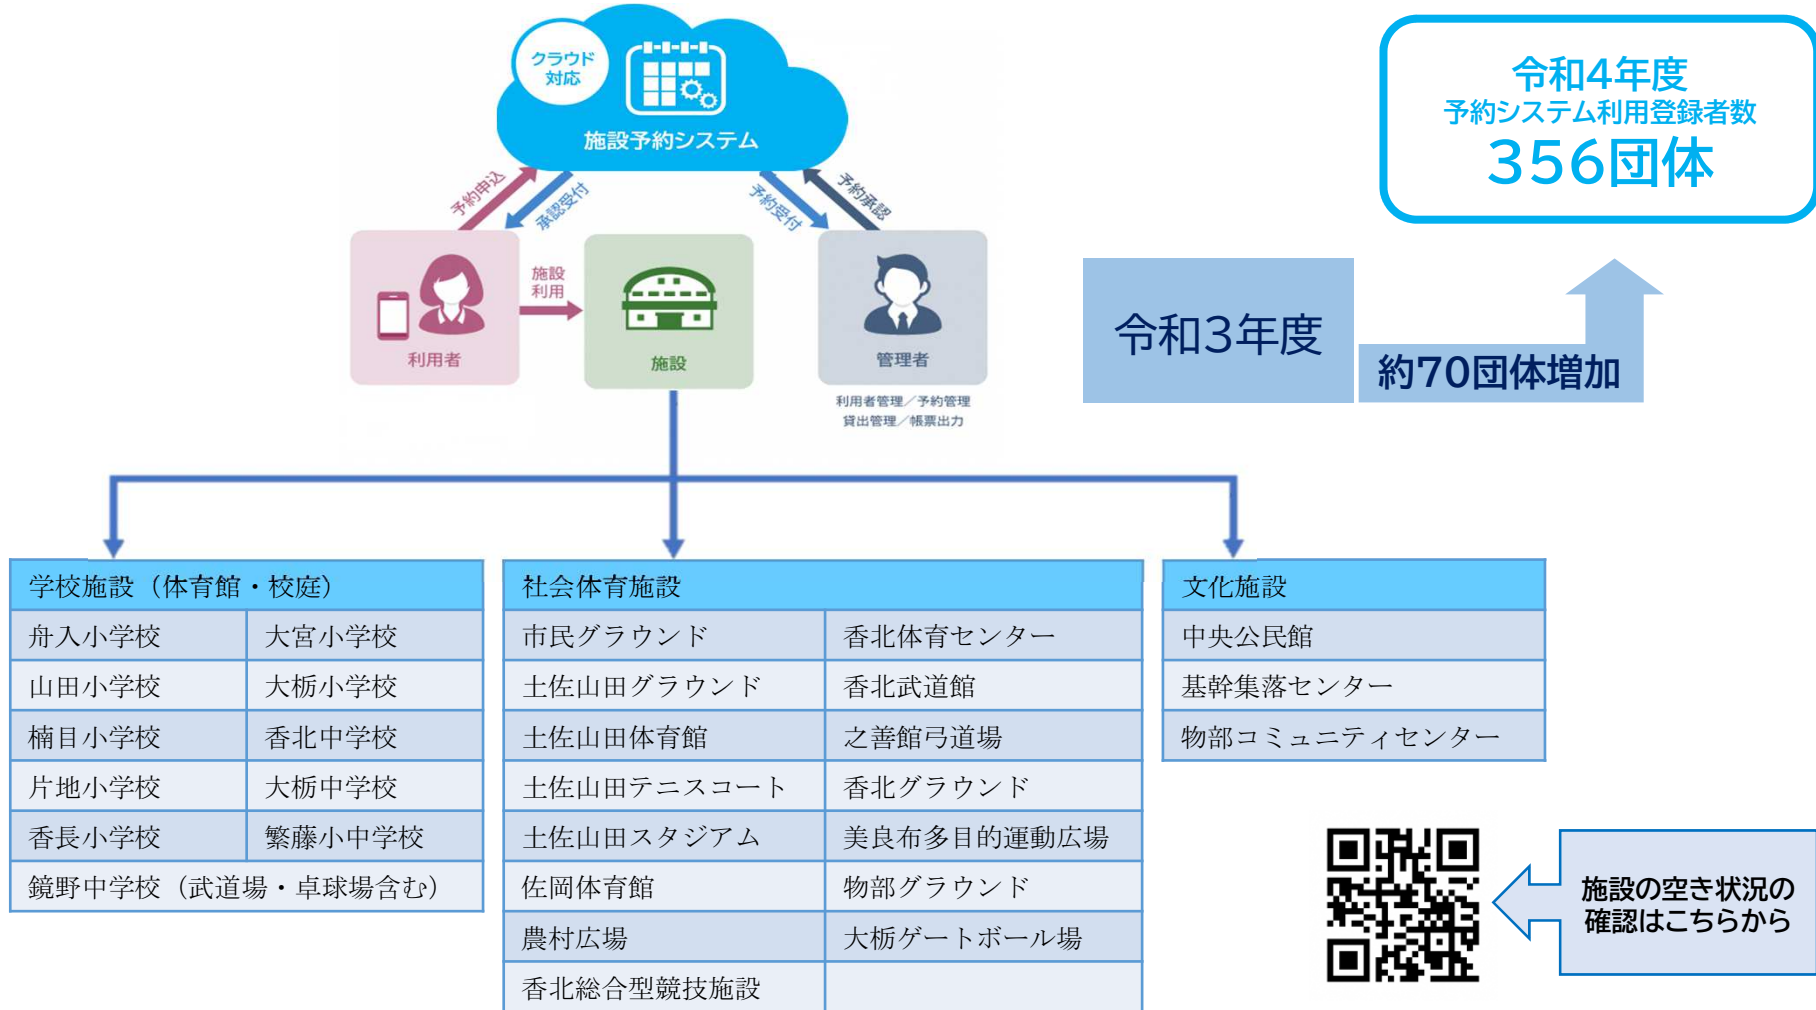 クラウド
対応
施設予約システム
令和4年度
予約システム利用登録者数
356団体
予約申込
承認受付
予約受付
予約承認
利用者
施設
利用
施設
管理者
利用者管理／予約管理
貸出管理／帳票出力
令和3年度
約70団体増加
学校施設（体育館・校庭）
舟入小学校 大宮小学校
山田小学校 大栃小学校
楠目小学校 香北中学校
片地小学校 大栃中学校
香長小学校 繁藤小中学校
鏡野中学校（武道場・卓球場含む）
社会体育施設
市民グラウンド 香北体育センター
土佐山田グラウンド 香北武道館
土佐山田体育館 之善館弓道場
土佐山田テニスコート 香北グラウンド
土佐山田スタジアム 美良布多目的運動広場
佐岡体育館 物部グラウンド
農村広場 大栃ゲートボール場
香北総合型競技施設
文化施設
中央公民館
基幹集落センター
物部コミュニティセンター
施設の空き状況の
確認はこちらから